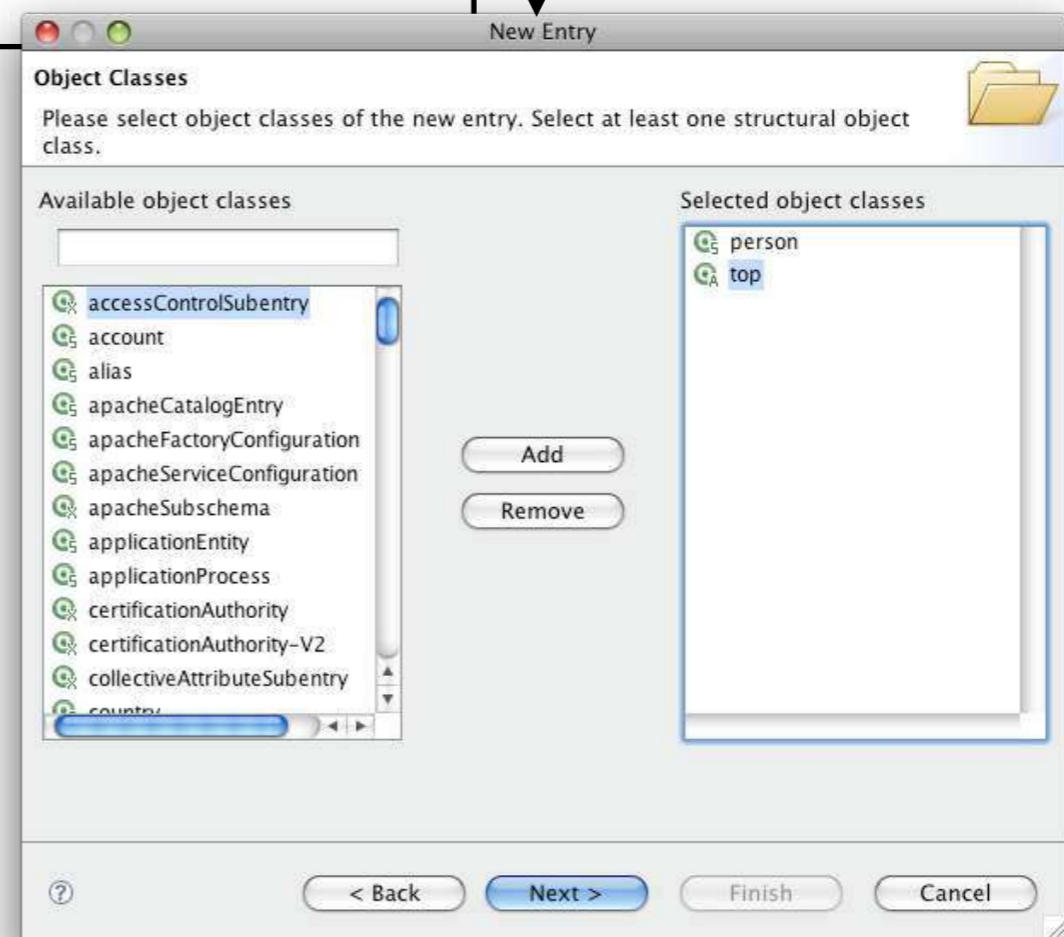 New Entry
Object Classes
Please select object classes of the new entry. Select at least one structural object
class.
Available object classes
accessControlSubentry
account
alias
apacheCatalogEntry
apacheFactoryConfiguration
apacheServiceConfiguration
apacheSubschema
applicationEntity
applicationProcess
certificationAuthority
certificationAuthority-V2
collectiveAttributeSubentry
country
Add
Remove
Selected object classes
person
top
?
< Back
Next >
Finish
Cancel